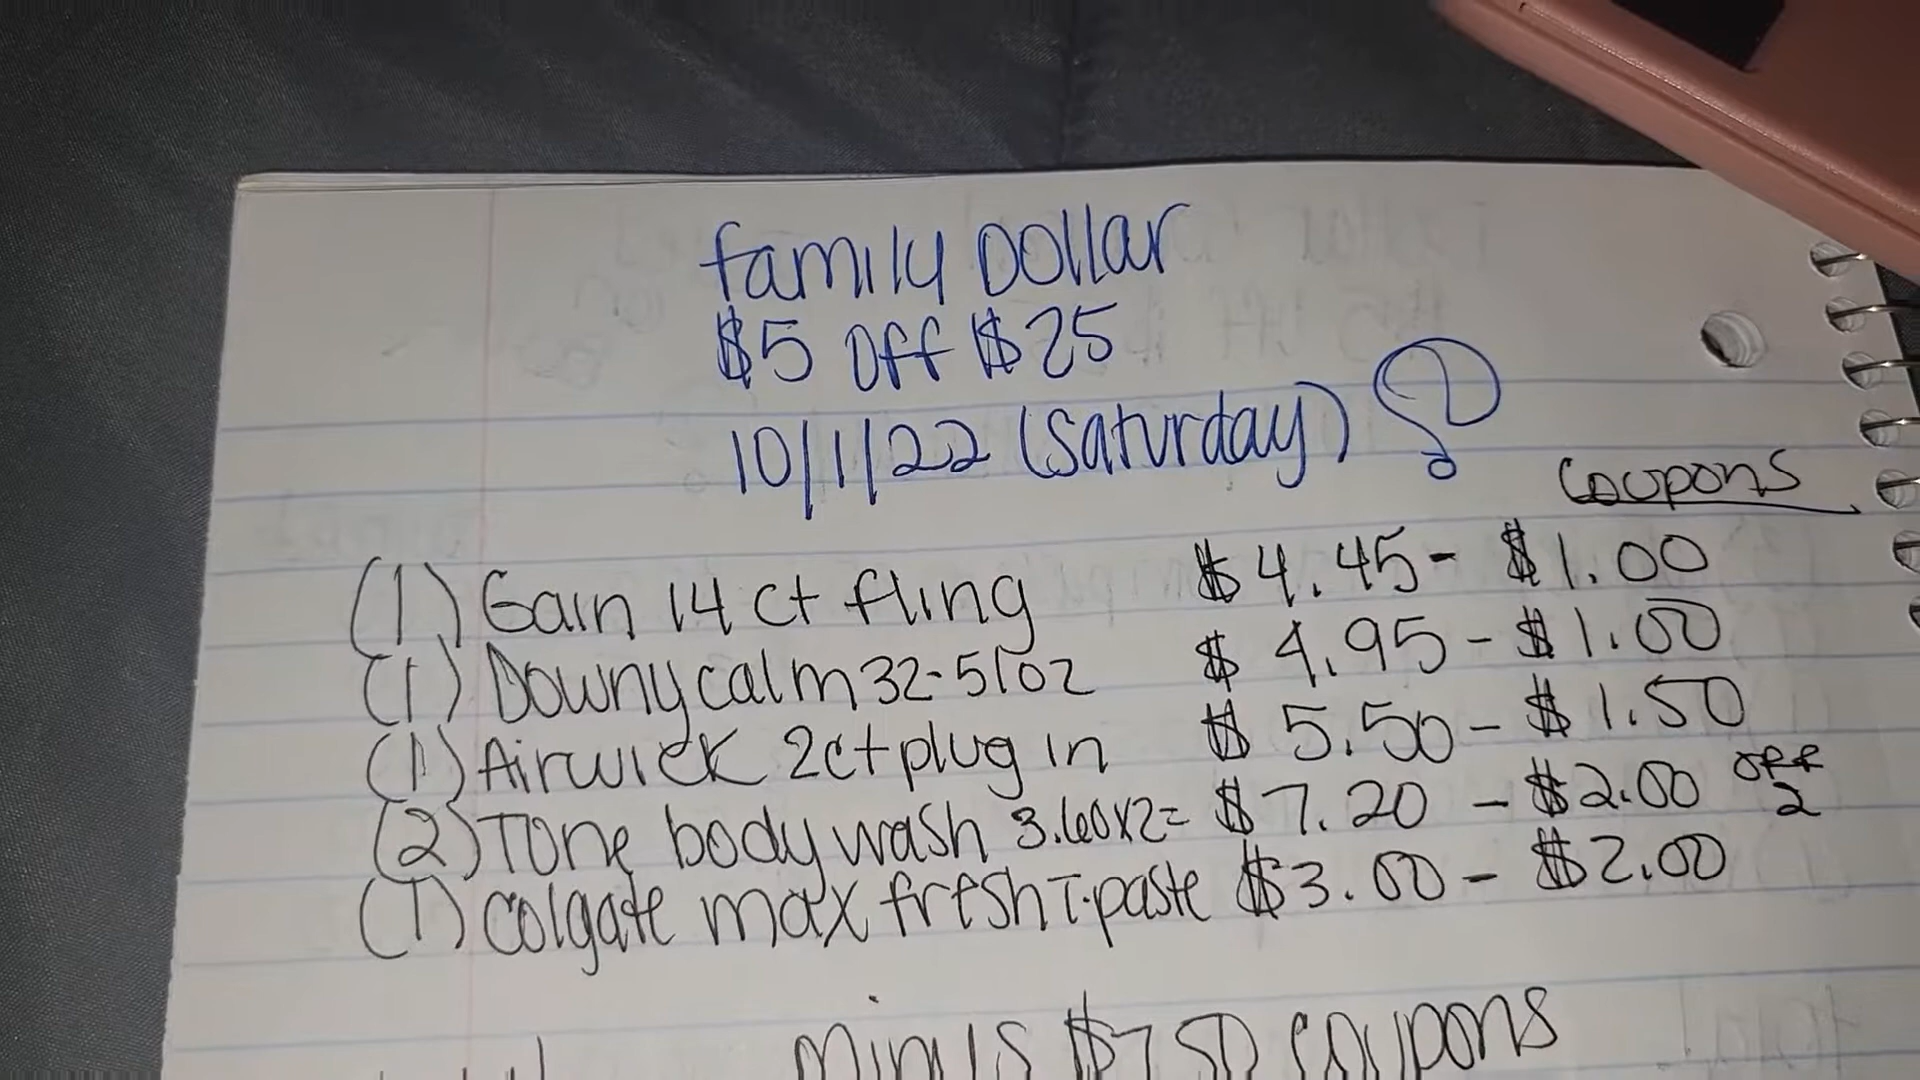 family Dollar
$5 off $25
10/1/22 (Saturday)
Coupons
(1) Gain 14 ct fling $4.45 - $1.00
(1) Downy calm 32-51oz $4.95 - $1.00
(1) Airwick 2ct plug in $5.50 - $1.50
(2) Tone body wash 3.60x2= $7.20 - $2.00 off 2
(1) Colgate max fresh T.paste $3.00 - $2.00
minus $7.50 coupons